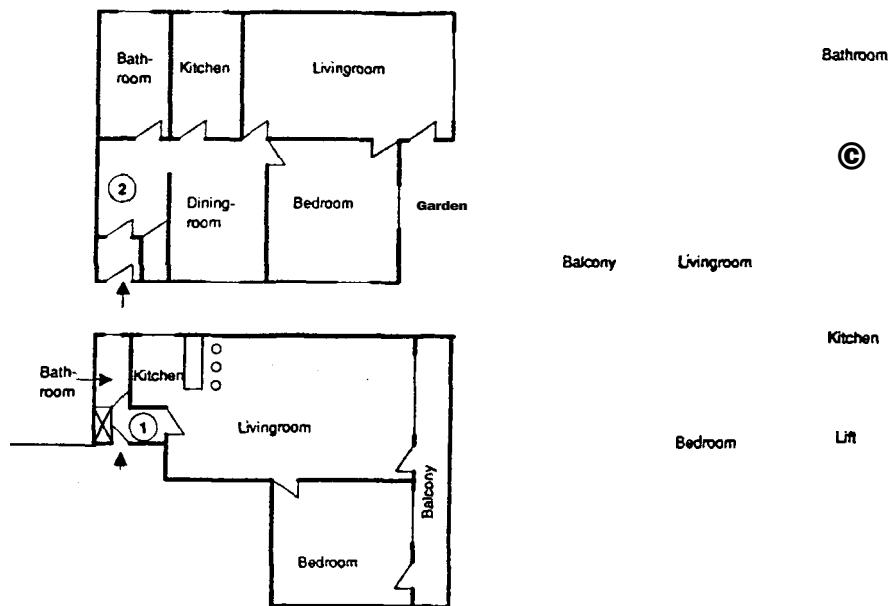 Bath-
room
Kitchen
Livingroom
2
Dining-
room
Bedroom
Garden
Bath-
room
Kitchen
1
Livingroom
Balcony
Bedroom
Bathroom
©
Balcony
Livingroom
Kitchen
Bedroom
Lift